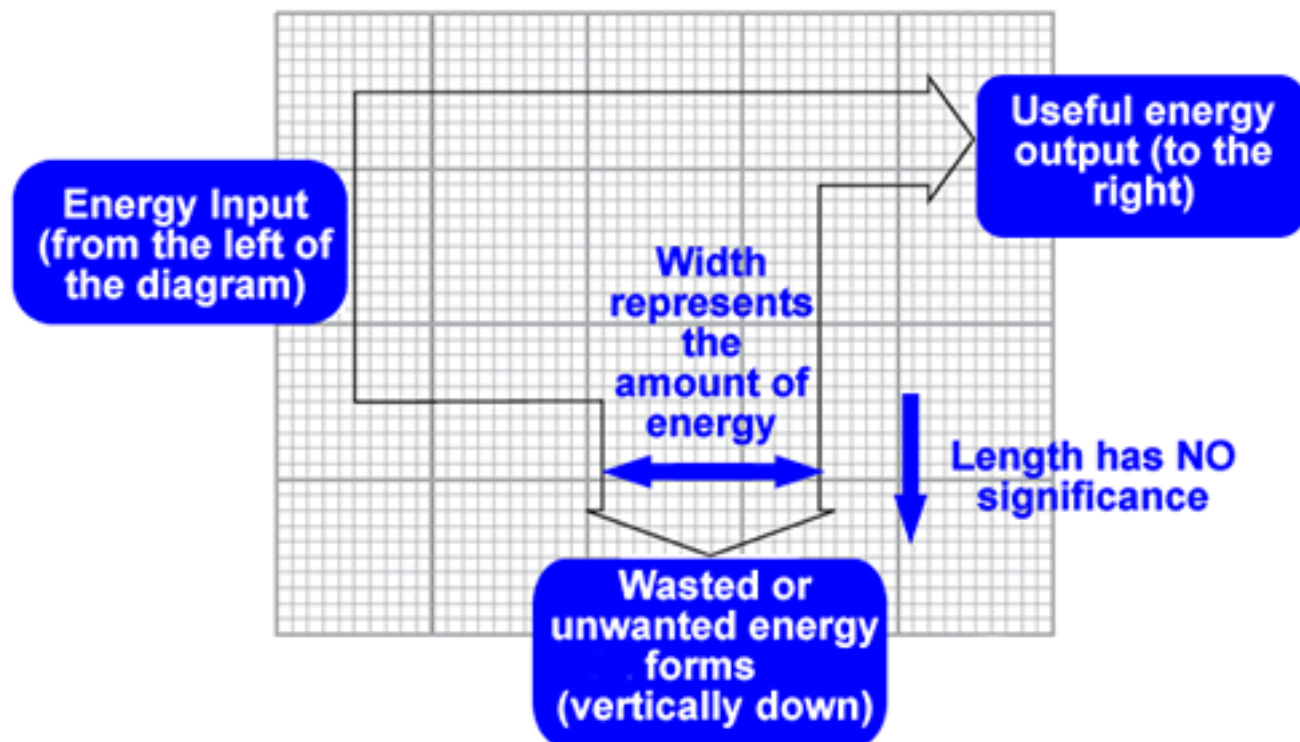 Energy Input
(from the left of
the diagram)
Useful energy
output (to the
right)
Width
represents
the
amount of
energy
Length has NO
significance
Wasted or
unwanted energy
forms
(vertically down)